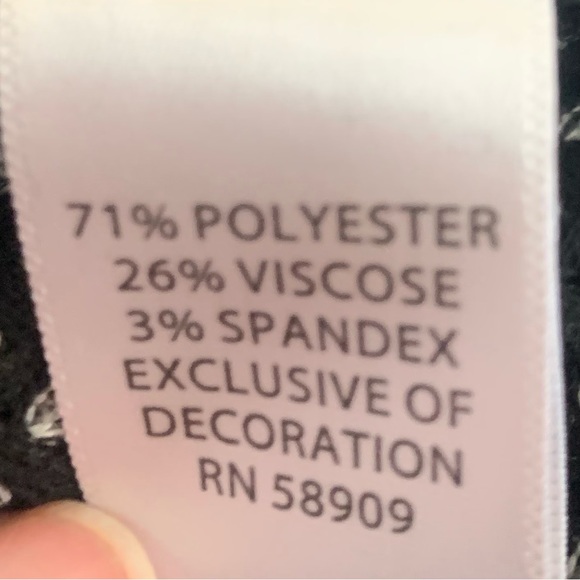 71% POLYESTER
26% VISCOSE
3% SPANDEX
EXCLUSIVE OF
DECORATION
RN 58909